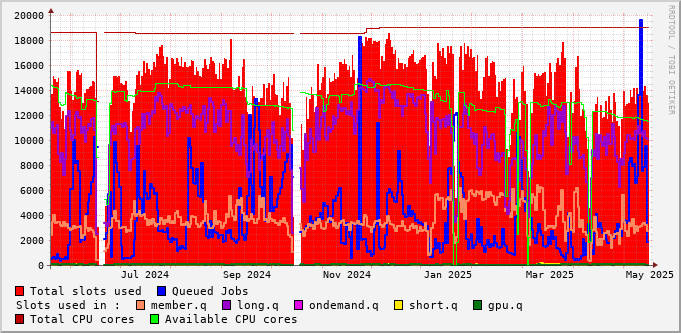 20000
18000
16000
14000
12000
10000
8000
6000
4000
2000
0
Jul 2024 Sep 2024 Nov 2024 Jan 2025 Mar 2025 May 2025
RRDTOOL / TOBI OETIKER
Total slots used Queued Jobs
Slots used in : member.q long.q ondemand.q short.q gpu.q
Total CPU cores Available CPU cores